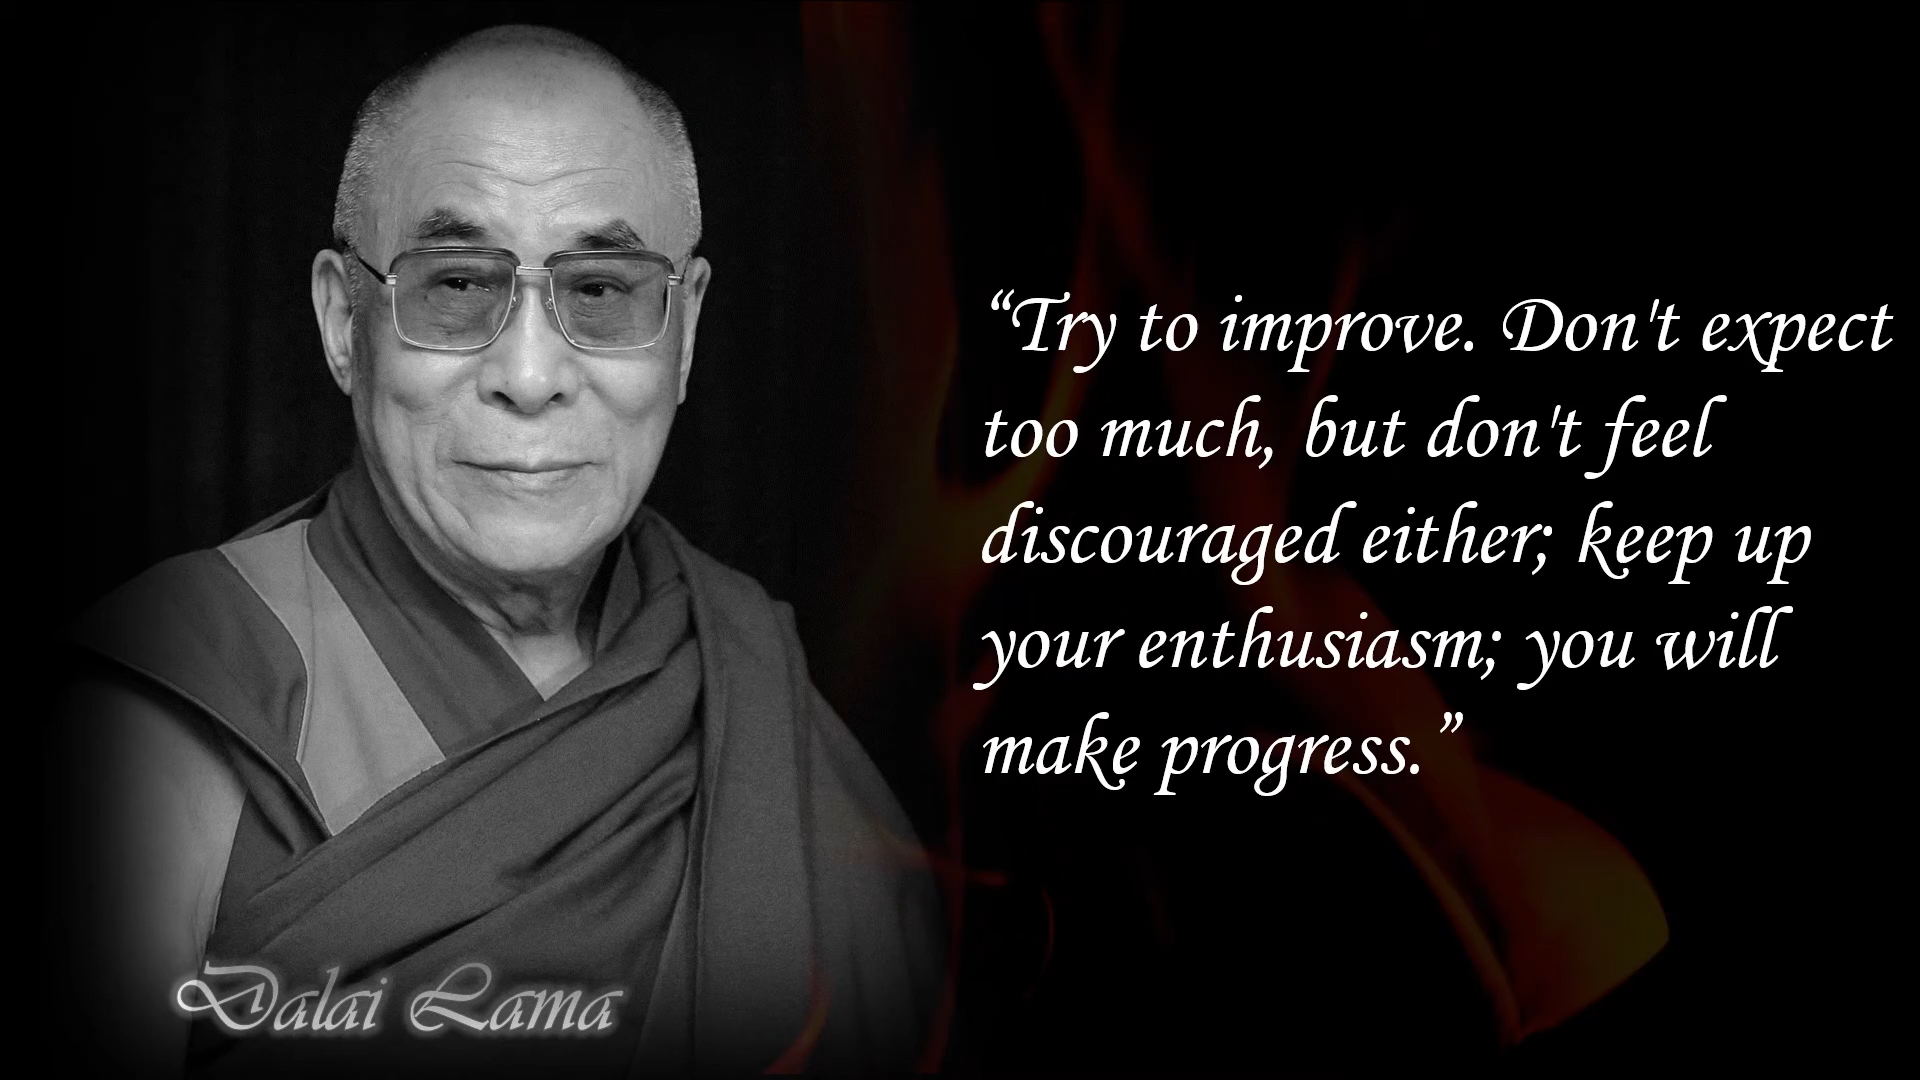 “Try to improve. Don't expect
too much, but don't feel
discouraged either; keep up
your enthusiasm; you will
make progress.”
Dalai Lama